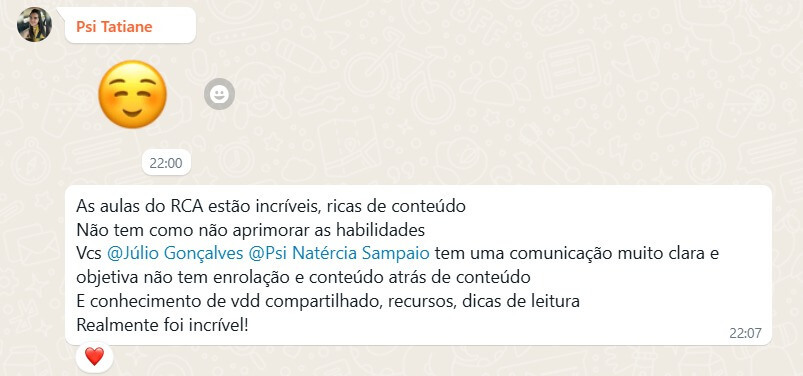 Psi Tatiane
22:00
As aulas do RCA estão incríveis, ricas de conteúdo
Não tem como não aprimorar as habilidades
Vcs @Júlio Gonçalves @Psi Natércia Sampaio tem uma comunicação muito clara e
objetiva não tem enrolação e conteúdo atrás de conteúdo
E conhecimento de vdd compartilhado, recursos, dicas de leitura
Realmente foi incrível!
22:07